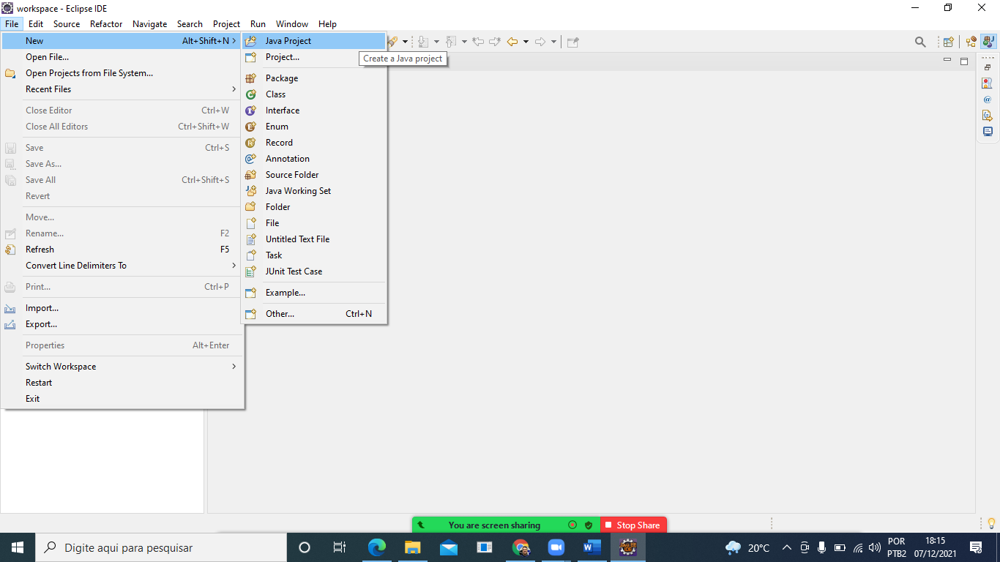 workspace - Eclipse IDE
File Edit Source Refactor Navigate Search Project Run Window Help
New Alt+Shift+N
Open File...
Open Projects from File System...
Recent Files
Close Editor Ctrl+W
Close All Editors Ctrl+Shift+W
Save Ctrl+S
Save As...
Save All Ctrl+Shift+S
Revert
Move...
Rename... F2
Refresh F5
Convert Line Delimiters To
Print... Ctrl+P
Import...
Export...
Properties Alt+Enter
Switch Workspace
Restart
Exit
Java Project
Project...
Create a Java project
Package
Class
Interface
Enum
Record
Annotation
Source Folder
Java Working Set
Folder
File
Untitled Text File
Task
JUnit Test Case
Example...
Other... Ctrl+N
You are screen sharing Stop Share
Digite aqui para pesquisar
20°C
POR
PTB2
18:15
07/12/2021